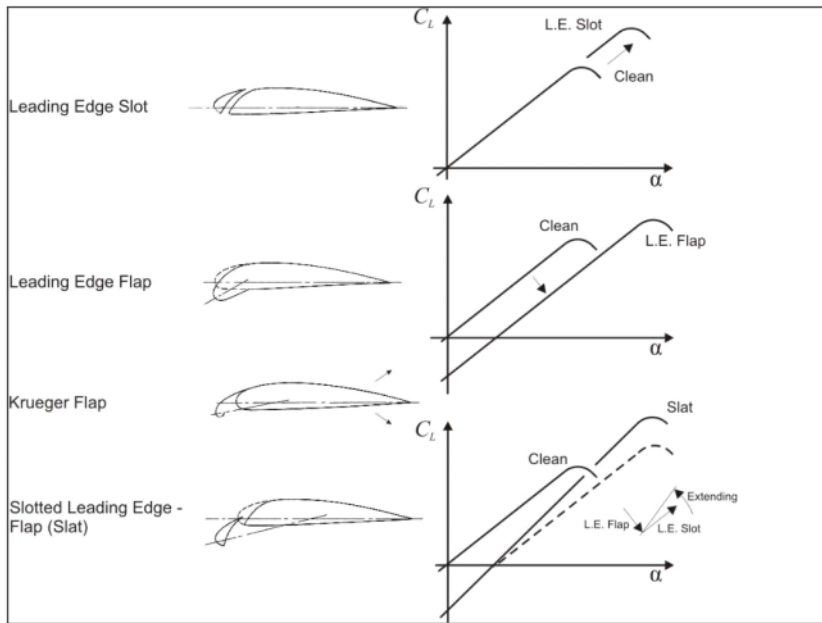 Leading Edge Slot
C_L
L.E. Slot
Clean
α
Leading Edge Flap
C_L
Clean
L.E. Flap
α
Krueger Flap
Slotted Leading Edge -
Flap (Slat)
C_L
Slat
Clean
Extending
L.E. Flap
L.E. Slot
α